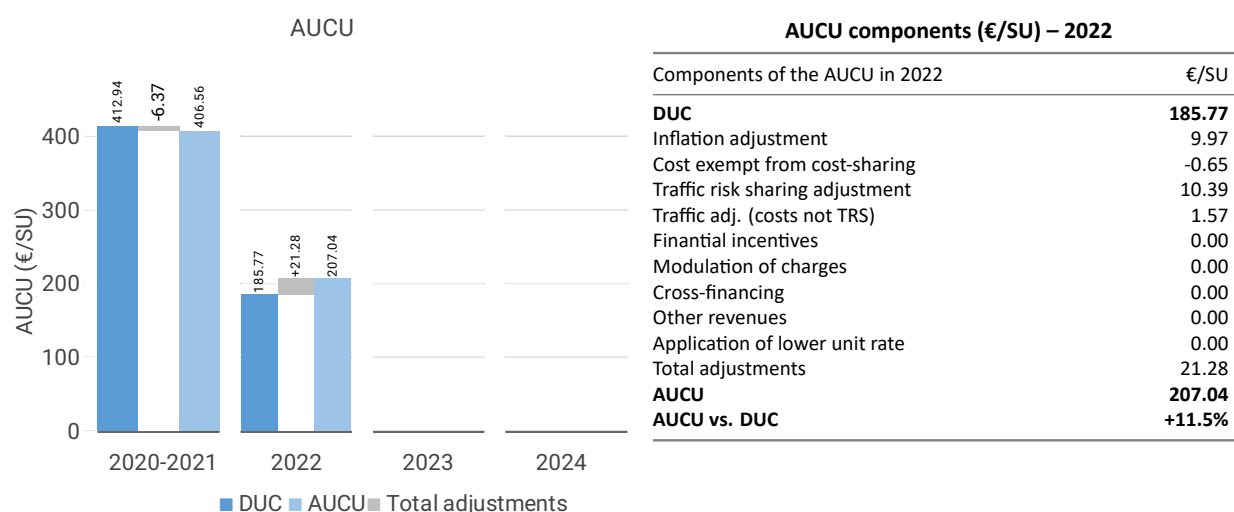 AUCU
AUCU (€/SU)
400
300
200
100
0
412.94
-6.37
406.56
185.77
+21.28
207.04
2020-2021
2022
2023
2024
DUC
AUCU
Total adjustments
AUCU components (€/SU) – 2022
Components of the AUCU in 2022 €/SU
DUC 185.77
Inflation adjustment 9.97
Cost exempt from cost-sharing -0.65
Traffic risk sharing adjustment 10.39
Traffic adj. (costs not TRS) 1.57
Finantial incentives 0.00
Modulation of charges 0.00
Cross-financing 0.00
Other revenues 0.00
Application of lower unit rate 0.00
Total adjustments 21.28
AUCU 207.04
AUCU vs. DUC +11.5%